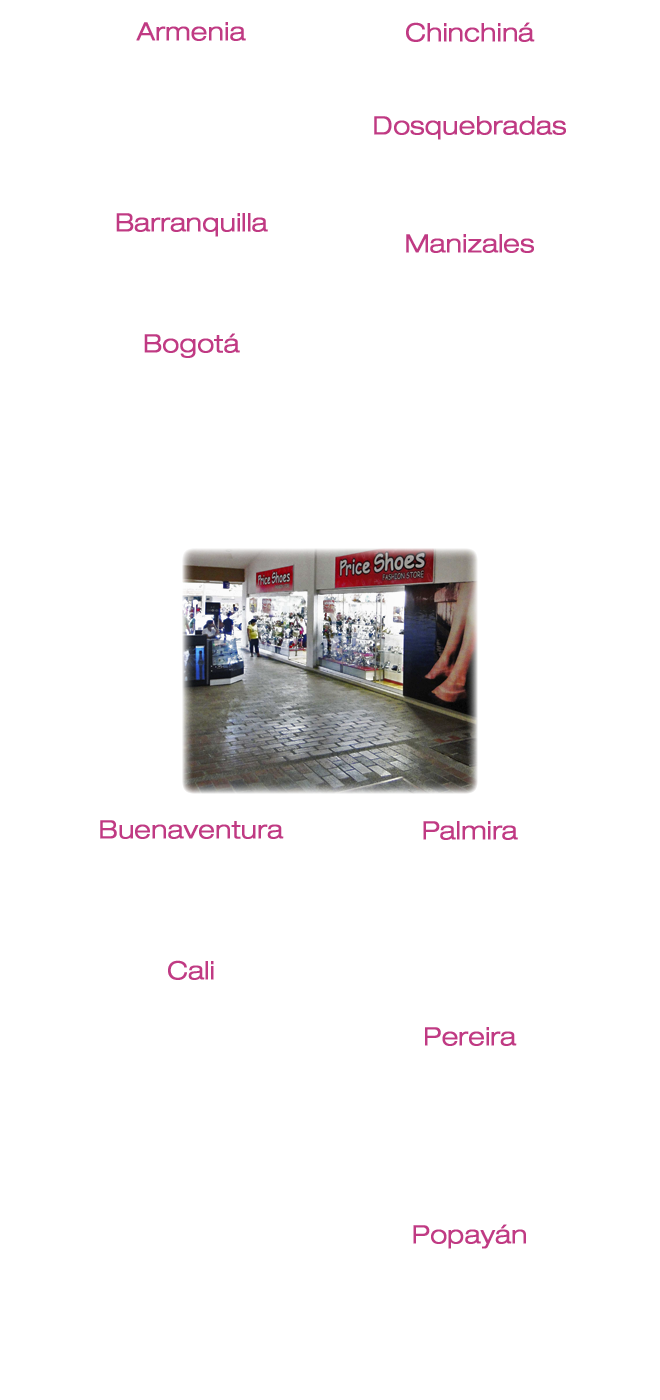 Armenia
Chinchiná
Dosquebradas
Barranquilla
Manizales
Bogotá
Price Shoes
Price Shoes
FASHION STORE
Buenaventura
Palmira
Cali
Pereira
Popayán